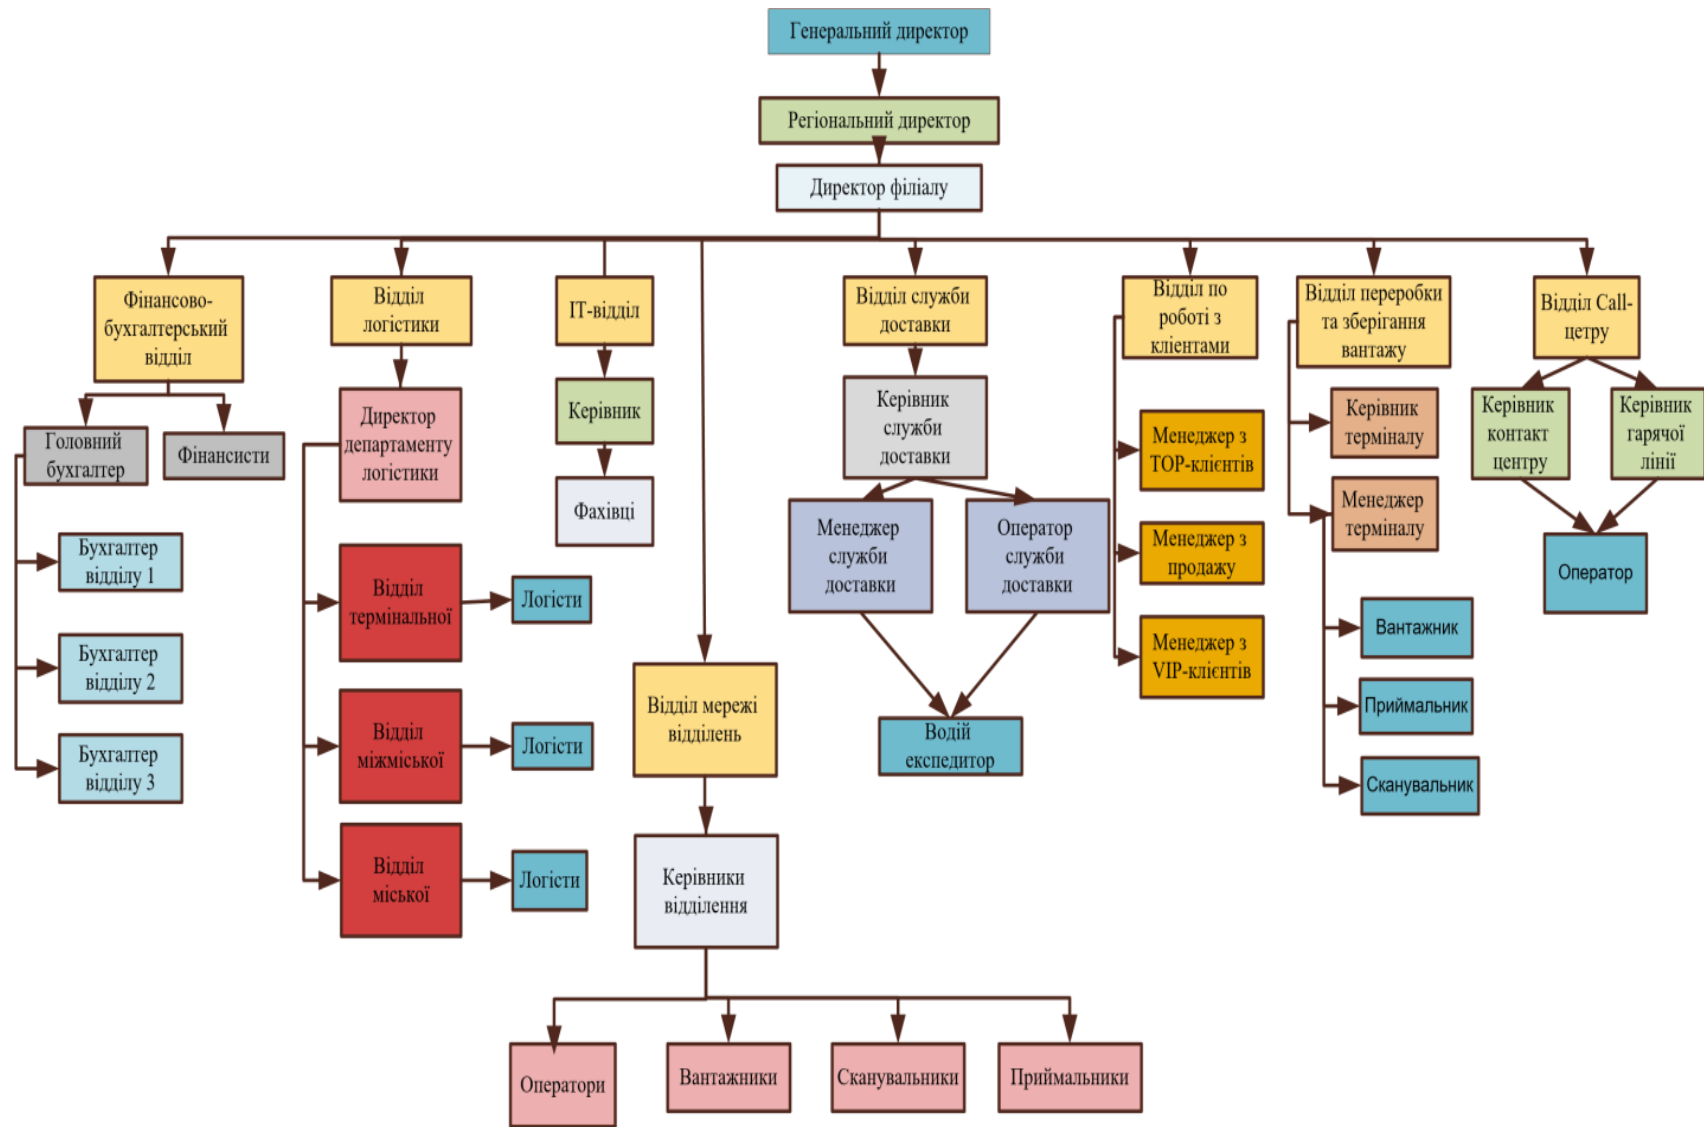 Генеральний директор
Регіональний директор
Директор філіалу
Фінансово-
бухгалтерський
відділ
Відділ
логістики
ІТ-відділ
Відділ служби
доставки
Відділ по
роботі з
кліентами
Відділ переробки
та зберігання
вантажу
Відділ Call-
цетру
Головний
бухгалтер
Фінансисти
Директор
департаменту
логістики
Керівник
Керівник
служби
доставки
Менеджер з
ТОР-клієнтів
Керівник
терміналу
Керівник
контакт
центру
Керівник
гарячої
лінії
Фахівці
Менеджер
служби
доставки
Оператор
служби
доставки
Менеджер з
продажу
Менеджер
терміналу
Оператор
Бухгалтер
відділу 1
Відділ
термінальної
Логісти
Вантажник
Бухгалтер
відділу 2
Менеджер з
VIP-клієнтів
Приймальник
Відділ мережі
відділень
Бухгалтер
відділу 3
Відділ
міжміської
Логісти
Водій
експедитор
Сканувальник
Відділ
міської
Логісти
Керівники
відділення
Оператори
Вантажники
Сканувальники
Приймальники